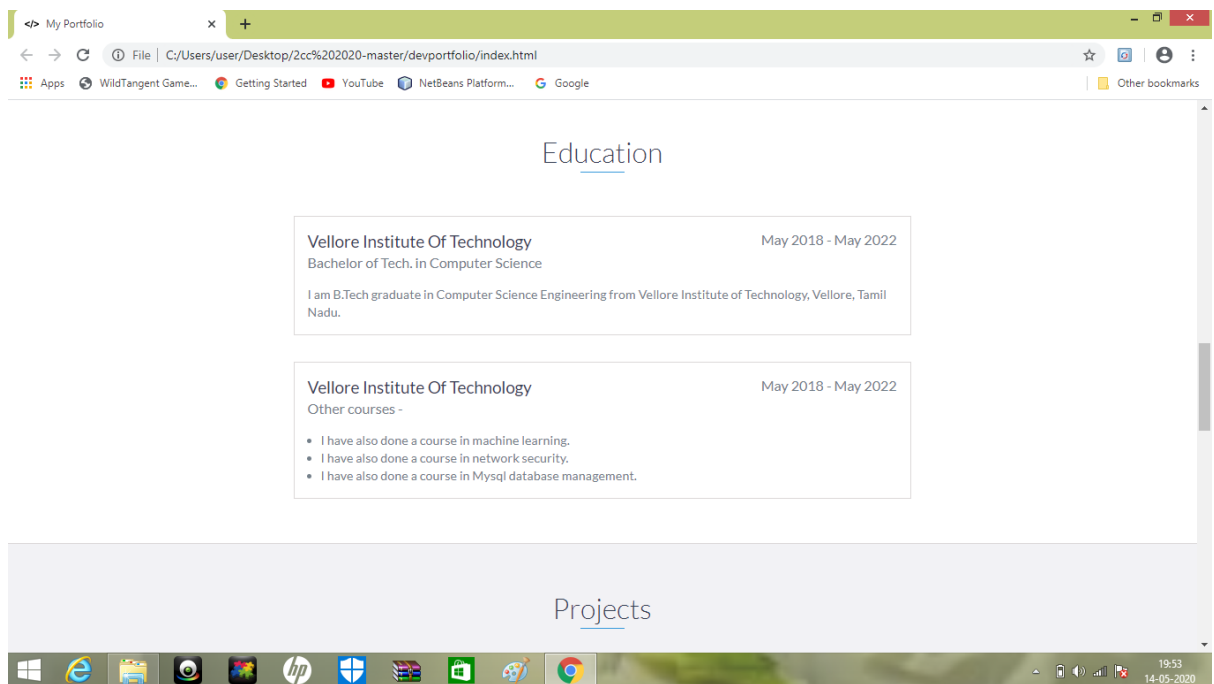 </> My Portfolio
File | C:/Users/user/Desktop/2cc%202020-master/devportfolio/index.html
Apps WildTangent Game... Getting Started YouTube NetBeans Platform... Google Other bookmarks
Education
Vellore Institute Of Technology May 2018 - May 2022
Bachelor of Tech. in Computer Science
I am B.Tech graduate in Computer Science Engineering from Vellore Institute of Technology, Vellore, Tamil
Nadu.
Vellore Institute Of Technology May 2018 - May 2022
Other courses -
• I have also done a course in machine learning.
• I have also done a course in network security.
• I have also done a course in Mysql database management.
Projects
hp
19:53
14-05-2020